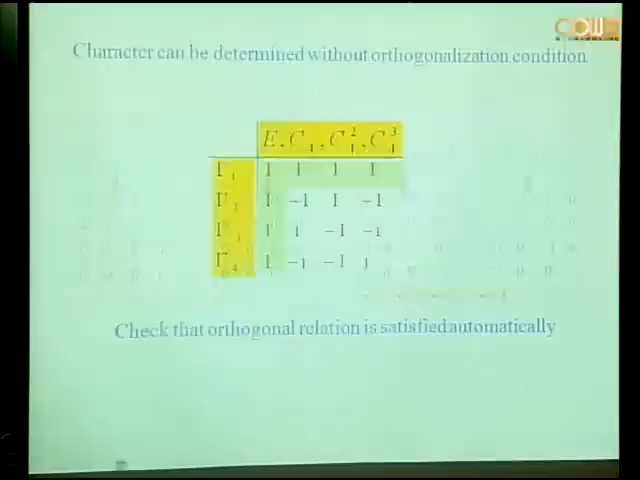 Character can be determined without orthogonalization condition
E, C₄, C₄², C₄³
Γ₁ 1 1 1 1
Γ₂ 1 −1 1 −1
Γ₃ 1 1 −1 −1
Γ₄ 1 −1 −1 1
Check that orthogonal relation is satisfied automatically